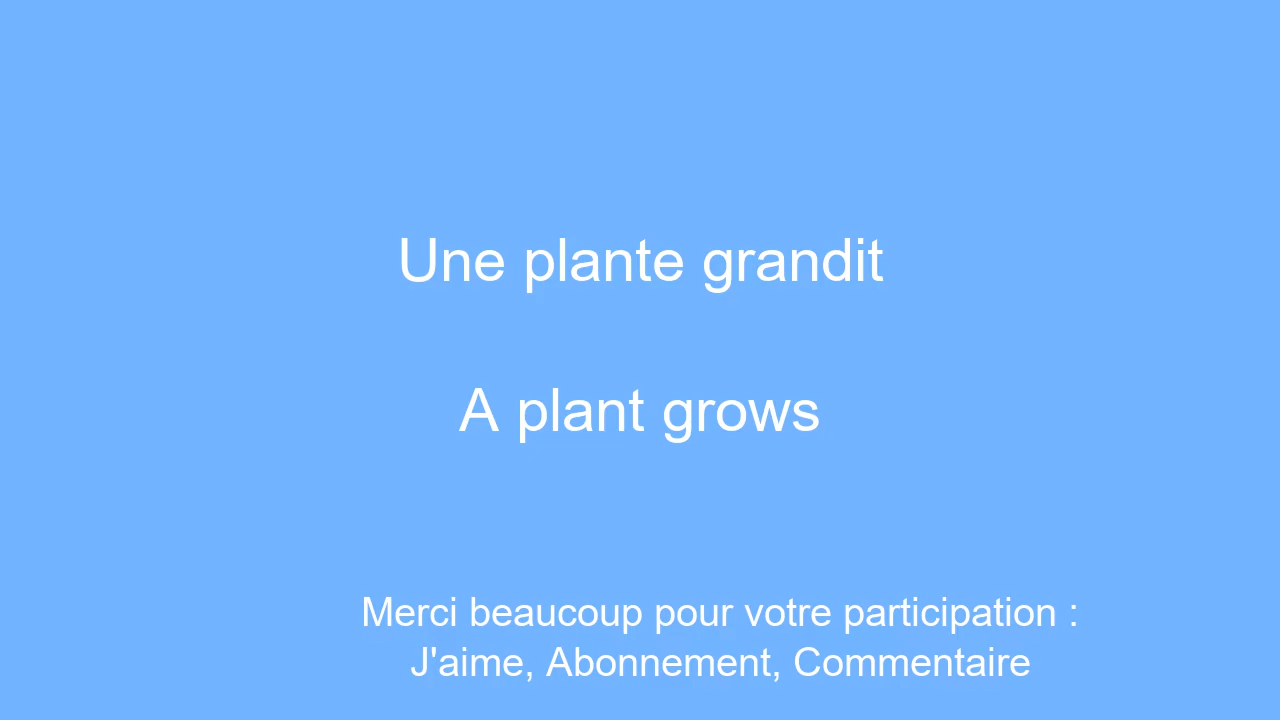 Une plante grandit
A plant grows
Merci beaucoup pour votre participation :
J'aime, Abonnement, Commentaire